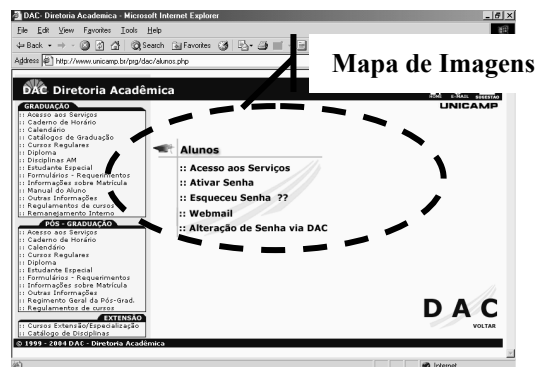 DAC- Diretoria Academica - Microsoft Internet Explorer
File Edit View Favorites Tools Help
Back Search Favorites
Address http://www.unicamp.br/prg/dac/alunos.php
Mapa de Imagens
DAC Diretoria Acadêmica
HOME E-MAIL SUGESTÃO
UNICAMP
GRADUAÇÃO
:: Acesso aos Serviços
:: Caderno de Horário
:: Calendário
:: Catálogos de Graduação
:: Cursos Regulares
:: Diploma
:: Disciplinas AM
:: Estudante Especial
:: Formulários - Requerimentos
:: Informações sobre Matrícula
:: Manual do Aluno
:: Outras Informações
:: Regulamentos de cursos
:: Remanejamento Interno
PÓS - GRADUAÇÃO
:: Acesso aos Serviços
:: Caderno de Horário
:: Calendário
:: Cursos Regulares
:: Diploma
:: Estudante Especial
:: Formulários - Requerimentos
:: Informações sobre Matrícula
:: Outras Informações
:: Regimento Geral da Pós-Grad.
:: Regulamentos de cursos
EXTENSÃO
:: Cursos Extensão/Especialização
:: Catálogo de Disciplinas
Alunos
:: Acesso aos Serviços
:: Ativar Senha
:: Esqueceu Senha ??
:: Webmail
:: Alteração de Senha via DAC
DAC
VOLTAR
© 1999 - 2004 DAC - Diretoria Acadêmica
Internet